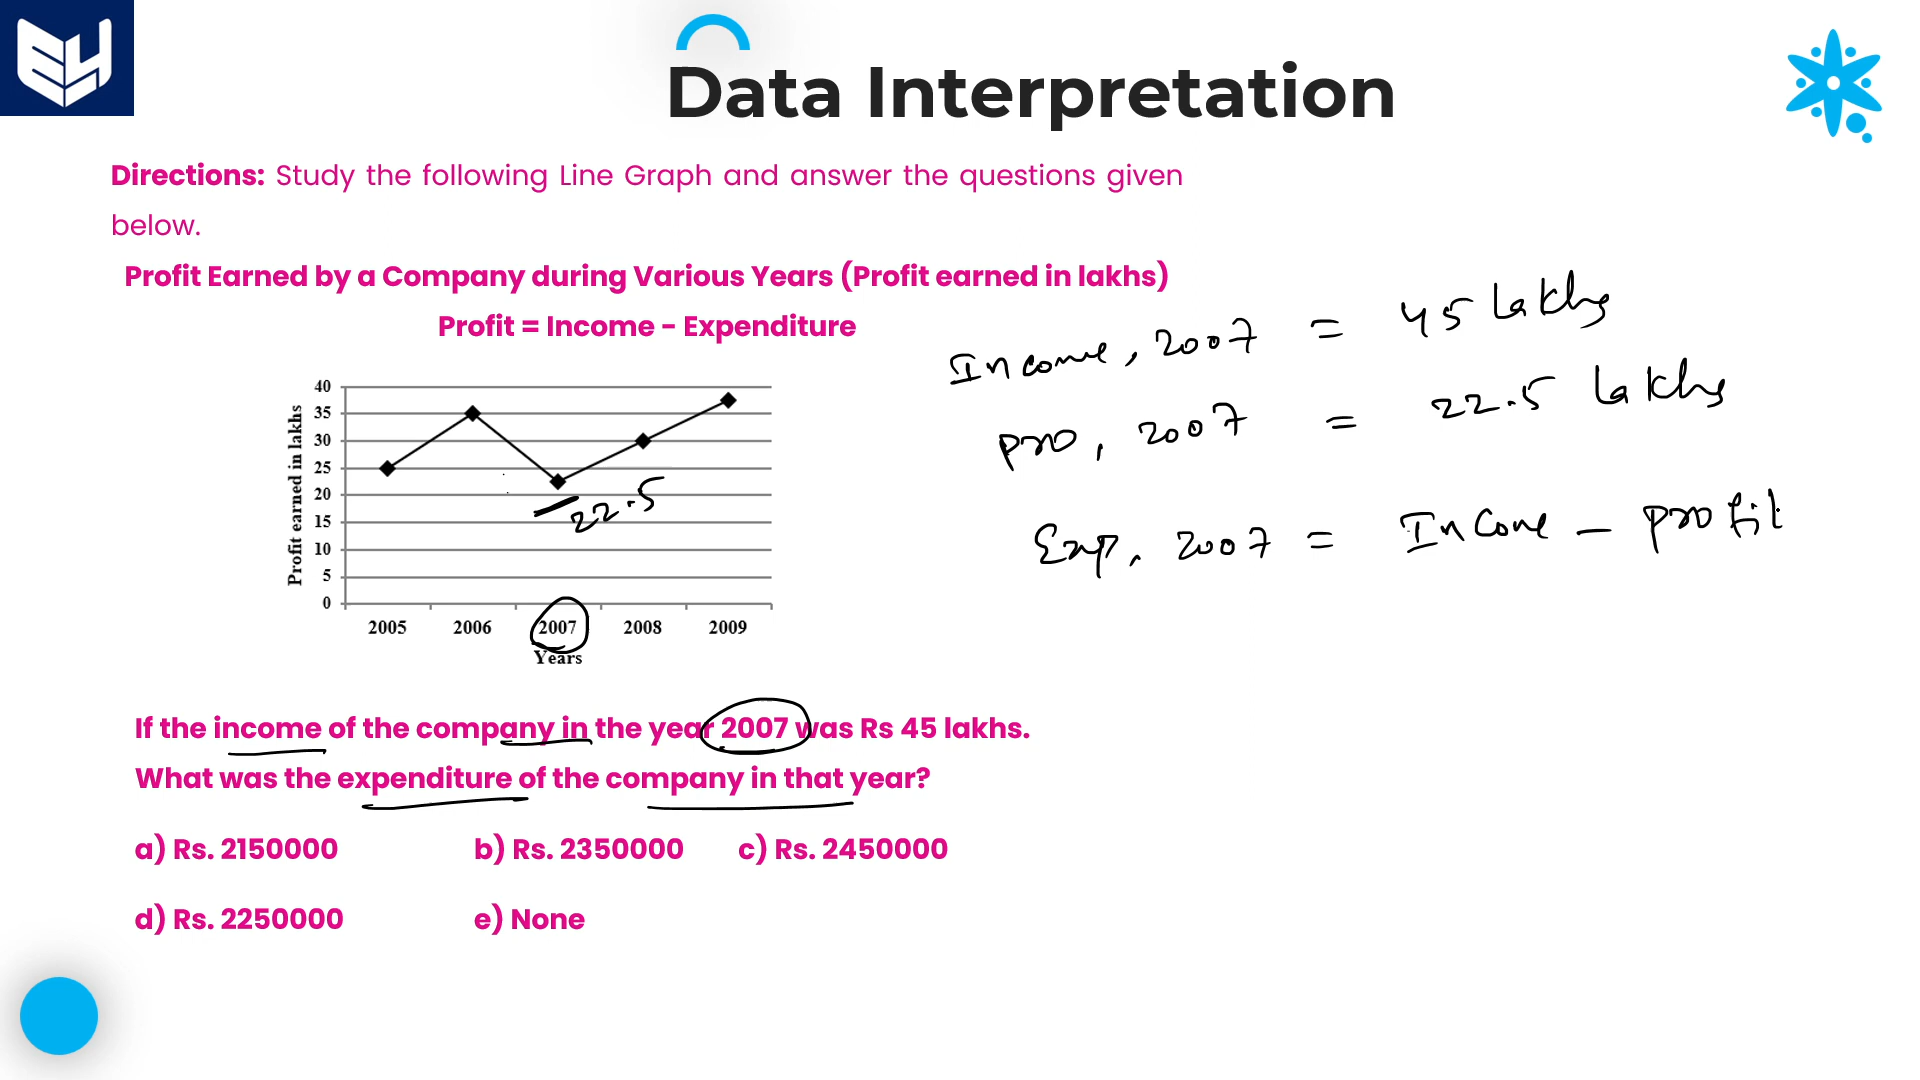 EY
Data Interpretation
Directions: Study the following Line Graph and answer the questions given
below.
Profit Earned by a Company during Various Years (Profit earned in lakhs)
Profit = Income - Expenditure
Profit earned in lakhs
40
35
30
25
20
15
10
5
0
22.5
2005 2006 2007 2008 2009
Years
Income, 2007 = 45 lakhs
pro, 2007 = 22.5 lakhs
Exp, 2007 = Income - profit
If the income of the company in the year 2007 was Rs 45 lakhs.
What was the expenditure of the company in that year?
a) Rs. 2150000 b) Rs. 2350000 c) Rs. 2450000
d) Rs. 2250000 e) None